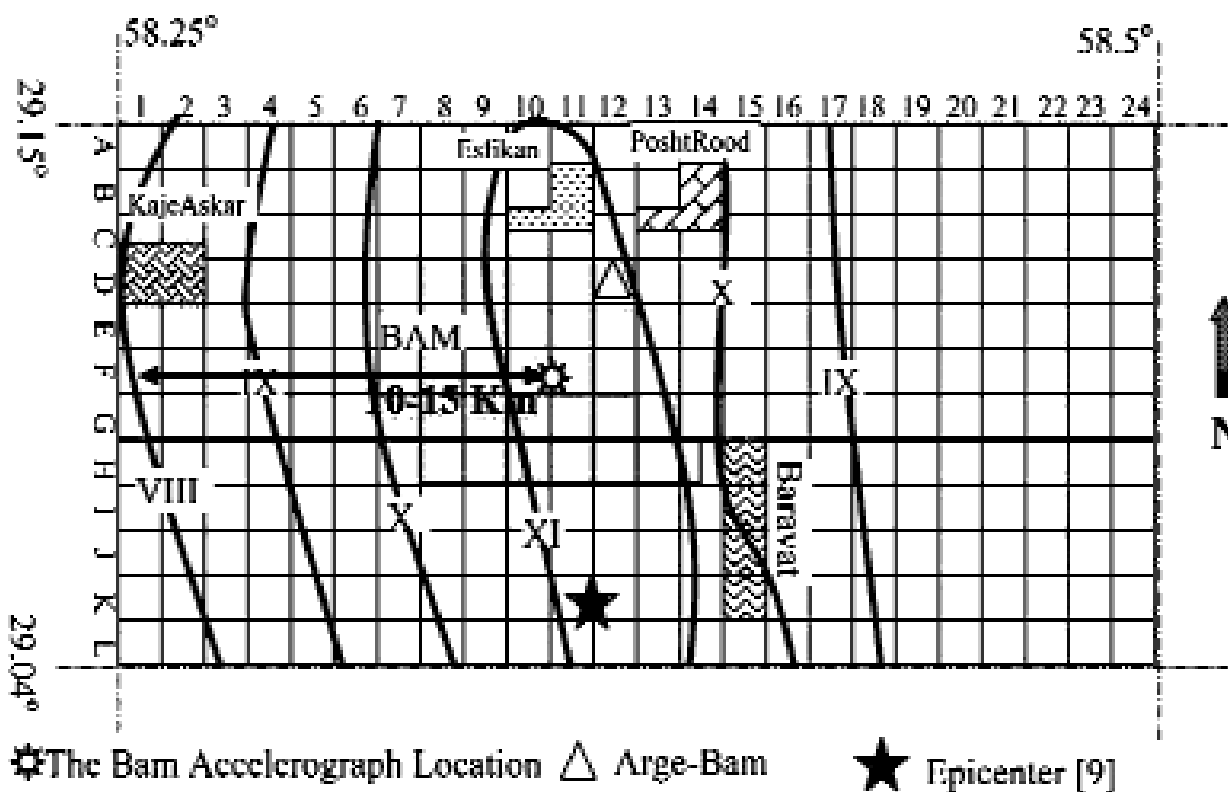 58.25°
58.5°
29.15°
1 2 3 4 5 6 7 8 9 10 11 12 13 14 15 16 17 18 19 20 21 22 23 24
A
Esfikan
PoshtRood
B
KajeAskar
C
D
X
E
BAM
F
IX
IX
10-15 Km
G
N
H
VIII
Baravat
I
X
XI
J
K
L
29.04°
The Bam Accelerograph Location
Arge-Bam
Epicenter [9]